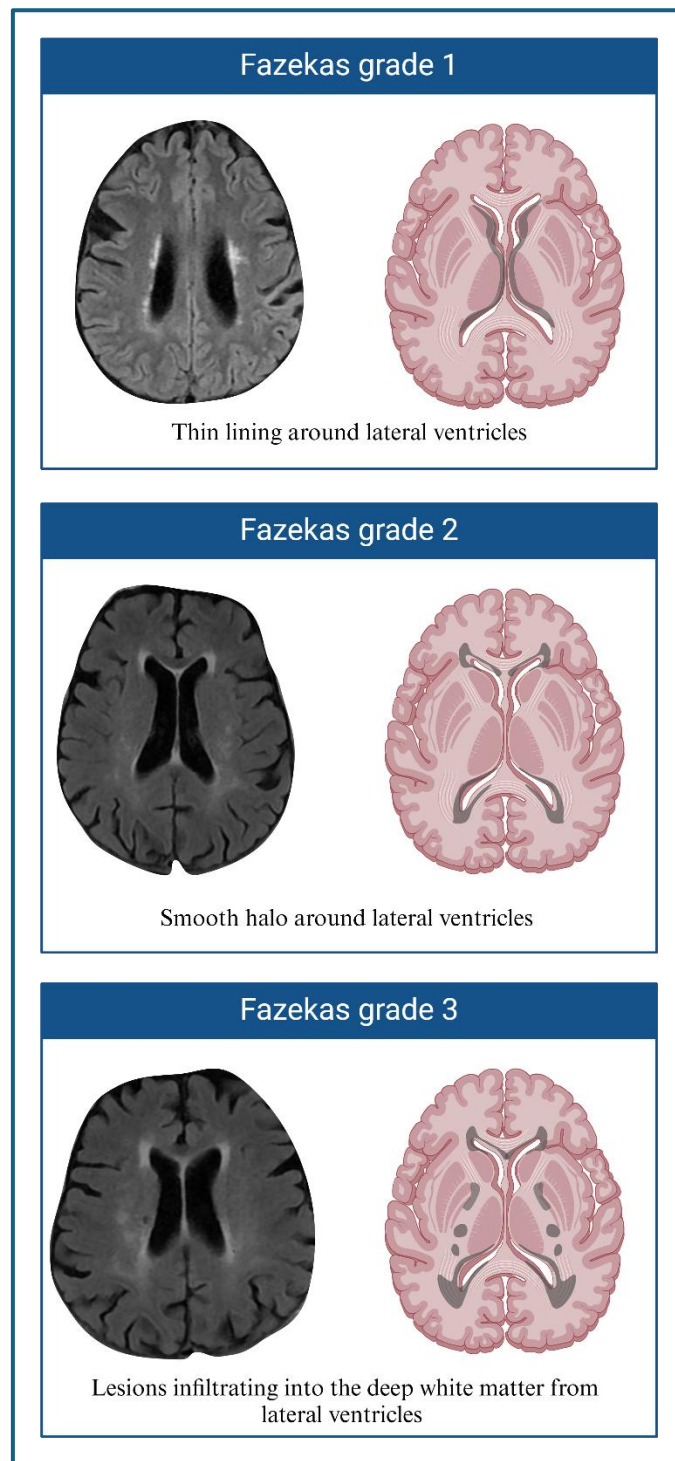 Fazekas grade 1
Thin lining around lateral ventricles
Fazekas grade 2
Smooth halo around lateral ventricles
Fazekas grade 3
Lesions infiltrating into the deep white matter from
lateral ventricles